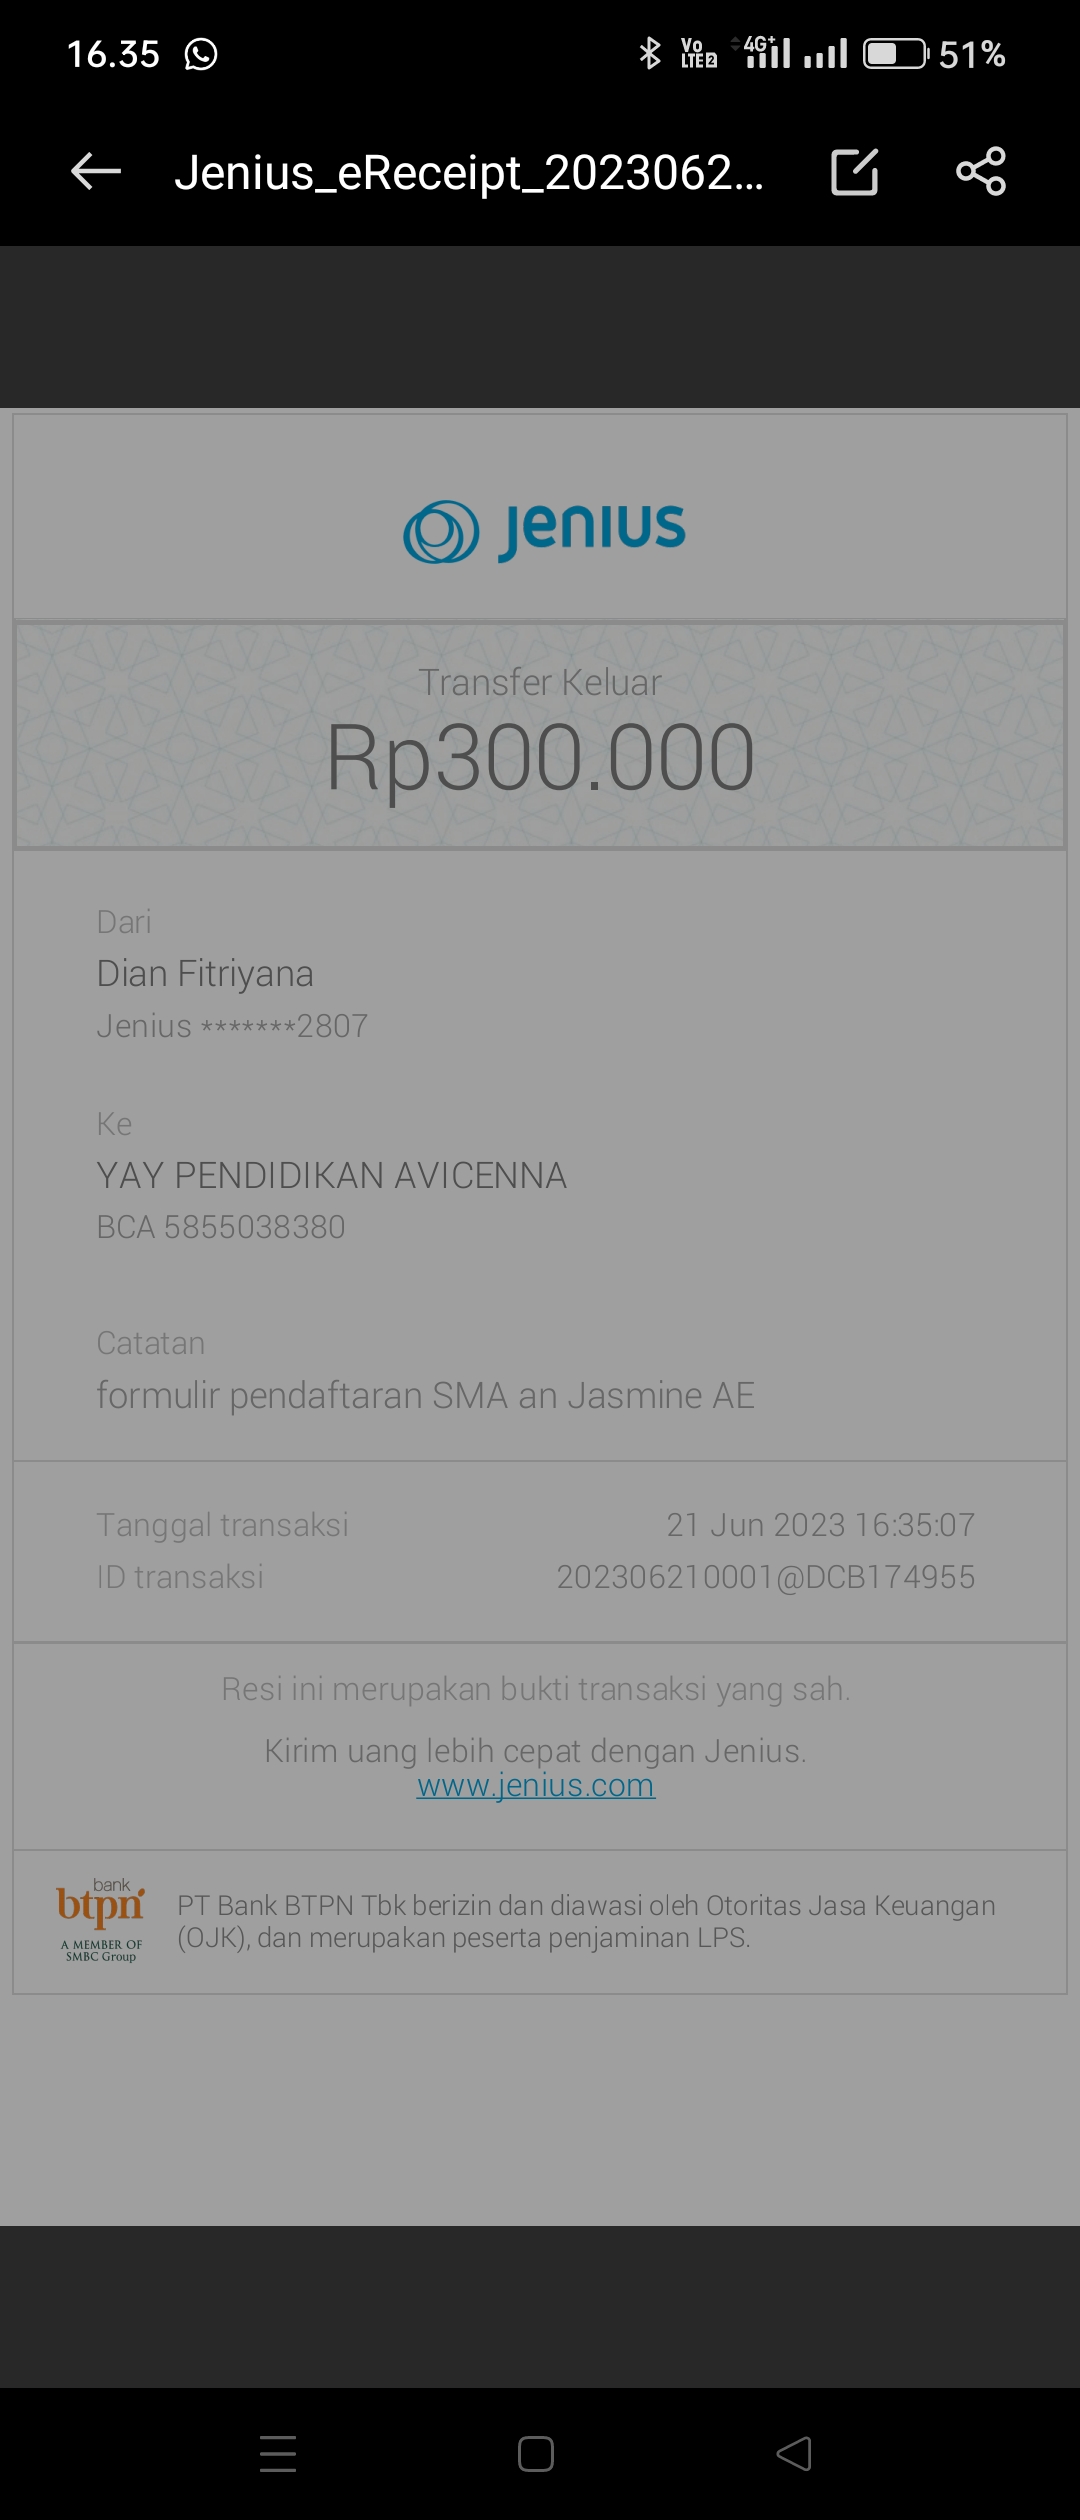 16.35
Vo LTE 2 4G+ 51%
Jenius_eReceipt_2023062...
Jenius
Transfer Keluar
Rp300.000
Dari
Dian Fitriyana
Jenius *******2807
Ke
YAY PENDIDIKAN AVICENNA
BCA 5855038380
Catatan
formulir pendaftaran SMA an Jasmine AE
Tanggal transaksi 21 Jun 2023 16:35:07
ID transaksi 202306210001@DCB174955
Resi ini merupakan bukti transaksi yang sah.
Kirim uang lebih cepat dengan Jenius.
www.jenius.com
bank
btpn
A MEMBER OF
SMBC Group
PT Bank BTPN Tbk berizin dan diawasi oleh Otoritas Jasa Keuangan
(OJK), dan merupakan peserta penjaminan LPS.